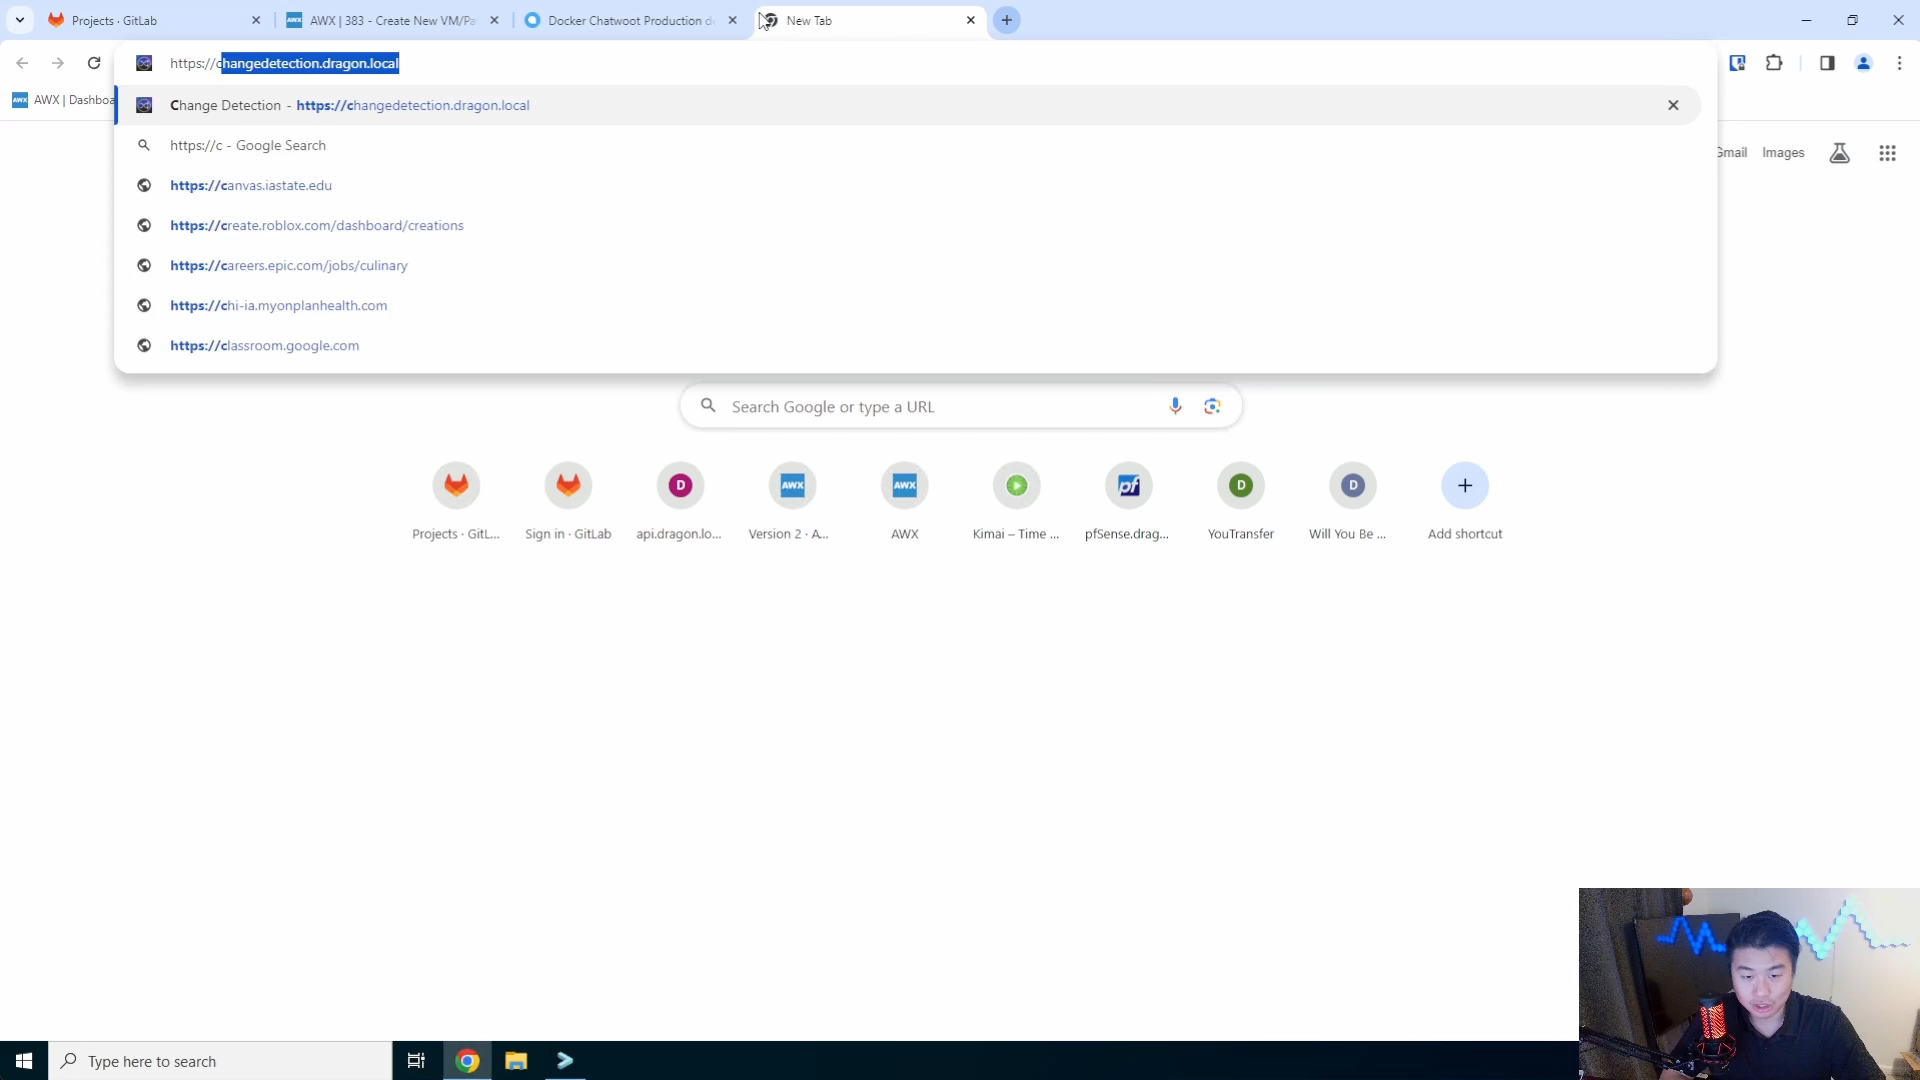 Projects · GitLab
AWX | 383 - Create New VM/Pa
Docker Chatwoot Production d
New Tab
https://changedetection.dragon.local
AWX | Dashboa
Change Detection - https://changedetection.dragon.local
https://c - Google Search
https://canvas.iastate.edu
https://create.roblox.com/dashboard/creations
https://careers.epic.com/jobs/culinary
https://chi-ia.myonplanhealth.com
https://classroom.google.com
Gmail
Images
Search Google or type a URL
AWX
AWX
pf
D
D
D
Projects · GitL...
Sign in · GitLab
api.dragon.lo...
Version 2 · A...
AWX
Kimai – Time ...
pfSense.drag...
YouTransfer
Will You Be ...
Add shortcut
Type here to search